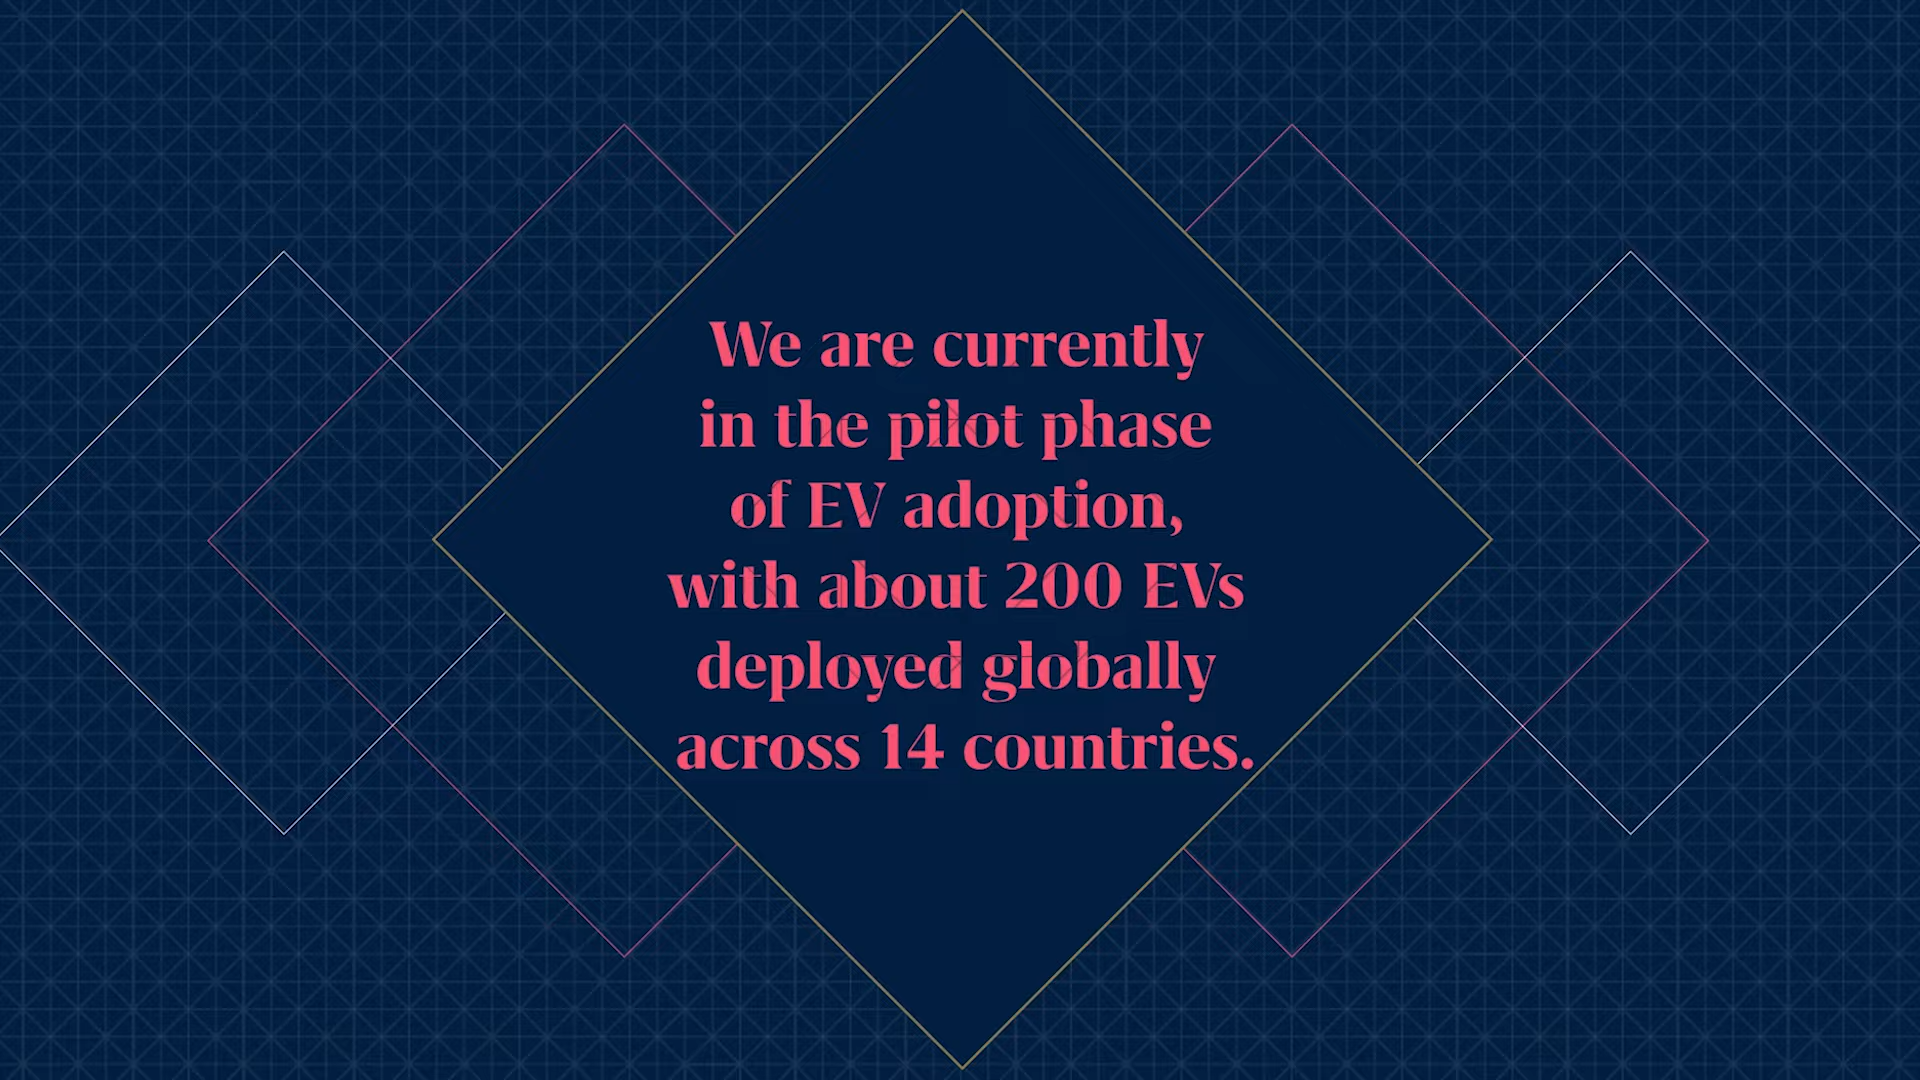 We are currently
in the pilot phase
of EV adoption,
with about 200 EVs
deployed globally
across 14 countries.